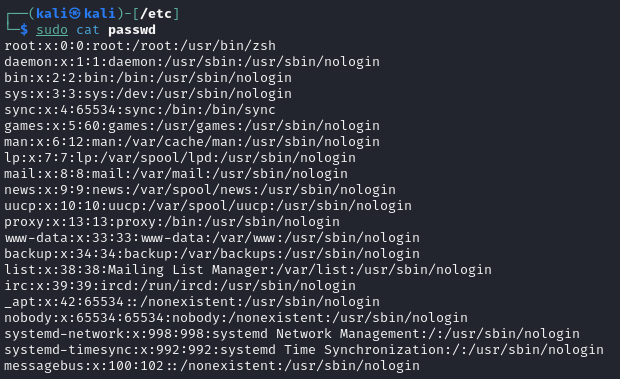 ┌──(kali㉿kali)-[/etc]
└─$ sudo cat passwd
root:x:0:0:root:/root:/usr/bin/zsh
daemon:x:1:1:daemon:/usr/sbin:/usr/sbin/nologin
bin:x:2:2:bin:/bin:/usr/sbin/nologin
sys:x:3:3:sys:/dev:/usr/sbin/nologin
sync:x:4:65534:sync:/bin:/bin/sync
games:x:5:60:games:/usr/games:/usr/sbin/nologin
man:x:6:12:man:/var/cache/man:/usr/sbin/nologin
lp:x:7:7:lp:/var/spool/lpd:/usr/sbin/nologin
mail:x:8:8:mail:/var/mail:/usr/sbin/nologin
news:x:9:9:news:/var/spool/news:/usr/sbin/nologin
uucp:x:10:10:uucp:/var/spool/uucp:/usr/sbin/nologin
proxy:x:13:13:proxy:/bin:/usr/sbin/nologin
www-data:x:33:33:www-data:/var/www:/usr/sbin/nologin
backup:x:34:34:backup:/var/backups:/usr/sbin/nologin
list:x:38:38:Mailing List Manager:/var/list:/usr/sbin/nologin
irc:x:39:39:ircd:/run/ircd:/usr/sbin/nologin
_apt:x:42:65534::/nonexistent:/usr/sbin/nologin
nobody:x:65534:65534:nobody:/nonexistent:/usr/sbin/nologin
systemd-network:x:998:998:systemd Network Management:/:/usr/sbin/nologin
systemd-timesync:x:992:992:systemd Time Synchronization:/:/usr/sbin/nologin
messagebus:x:100:102::/nonexistent:/usr/sbin/nologin